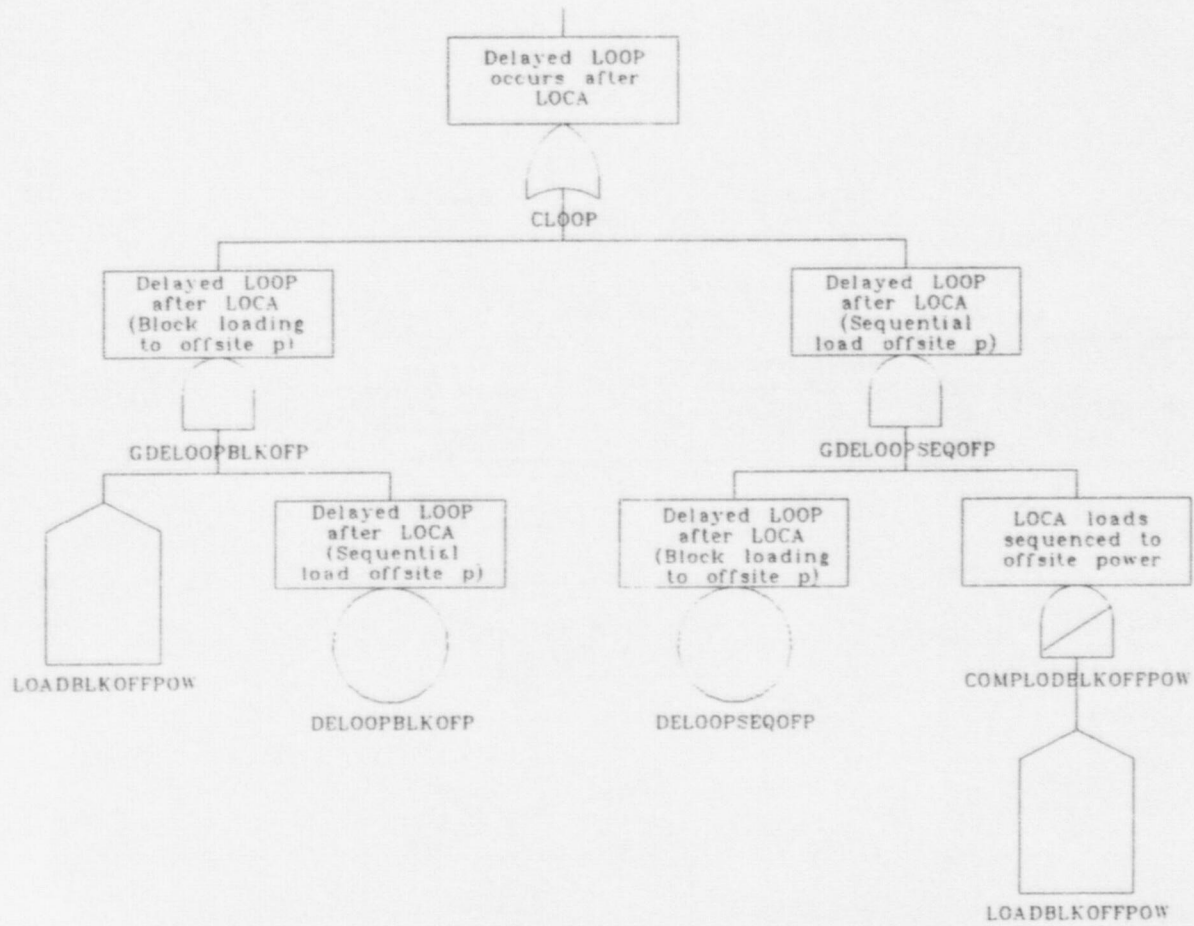 Delayed LOOP
occurs after
LOCA
CLOOP
Delayed LOOP
after LOCA
(Block loading
to offsite p)
GDELOOPBLKOFP
Delayed LOOP
after LOCA
(Sequential
load offsite p)
GDELOOPSEQOFP
LOADBLKOFFPOW
Delayed LOOP
after LOCA
(Sequential
load offsite p)
DELOOPBLKOFP
Delayed LOOP
after LOCA
(Block loading
to offsite p)
DELOOPSEQOFP
LOCA loads
sequenced to
offsite power
COMPLODBLKOFFPOW
LOADBLKOFFPOW